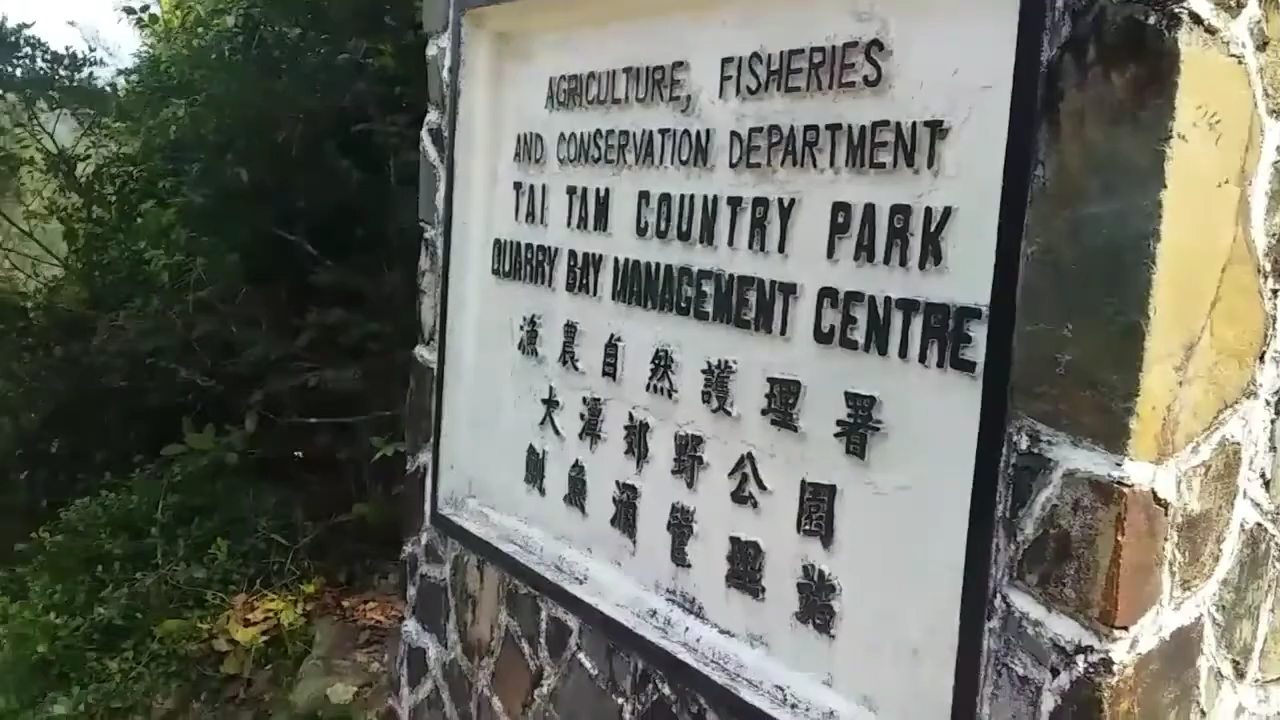 AGRICULTURE, FISHERIES
AND CONSERVATION DEPARTMENT
TAI TAM COUNTRY PARK
QUARRY BAY MANAGEMENT CENTRE
漁農自然護理署
大潭郊野公園
鰂魚涌管理站